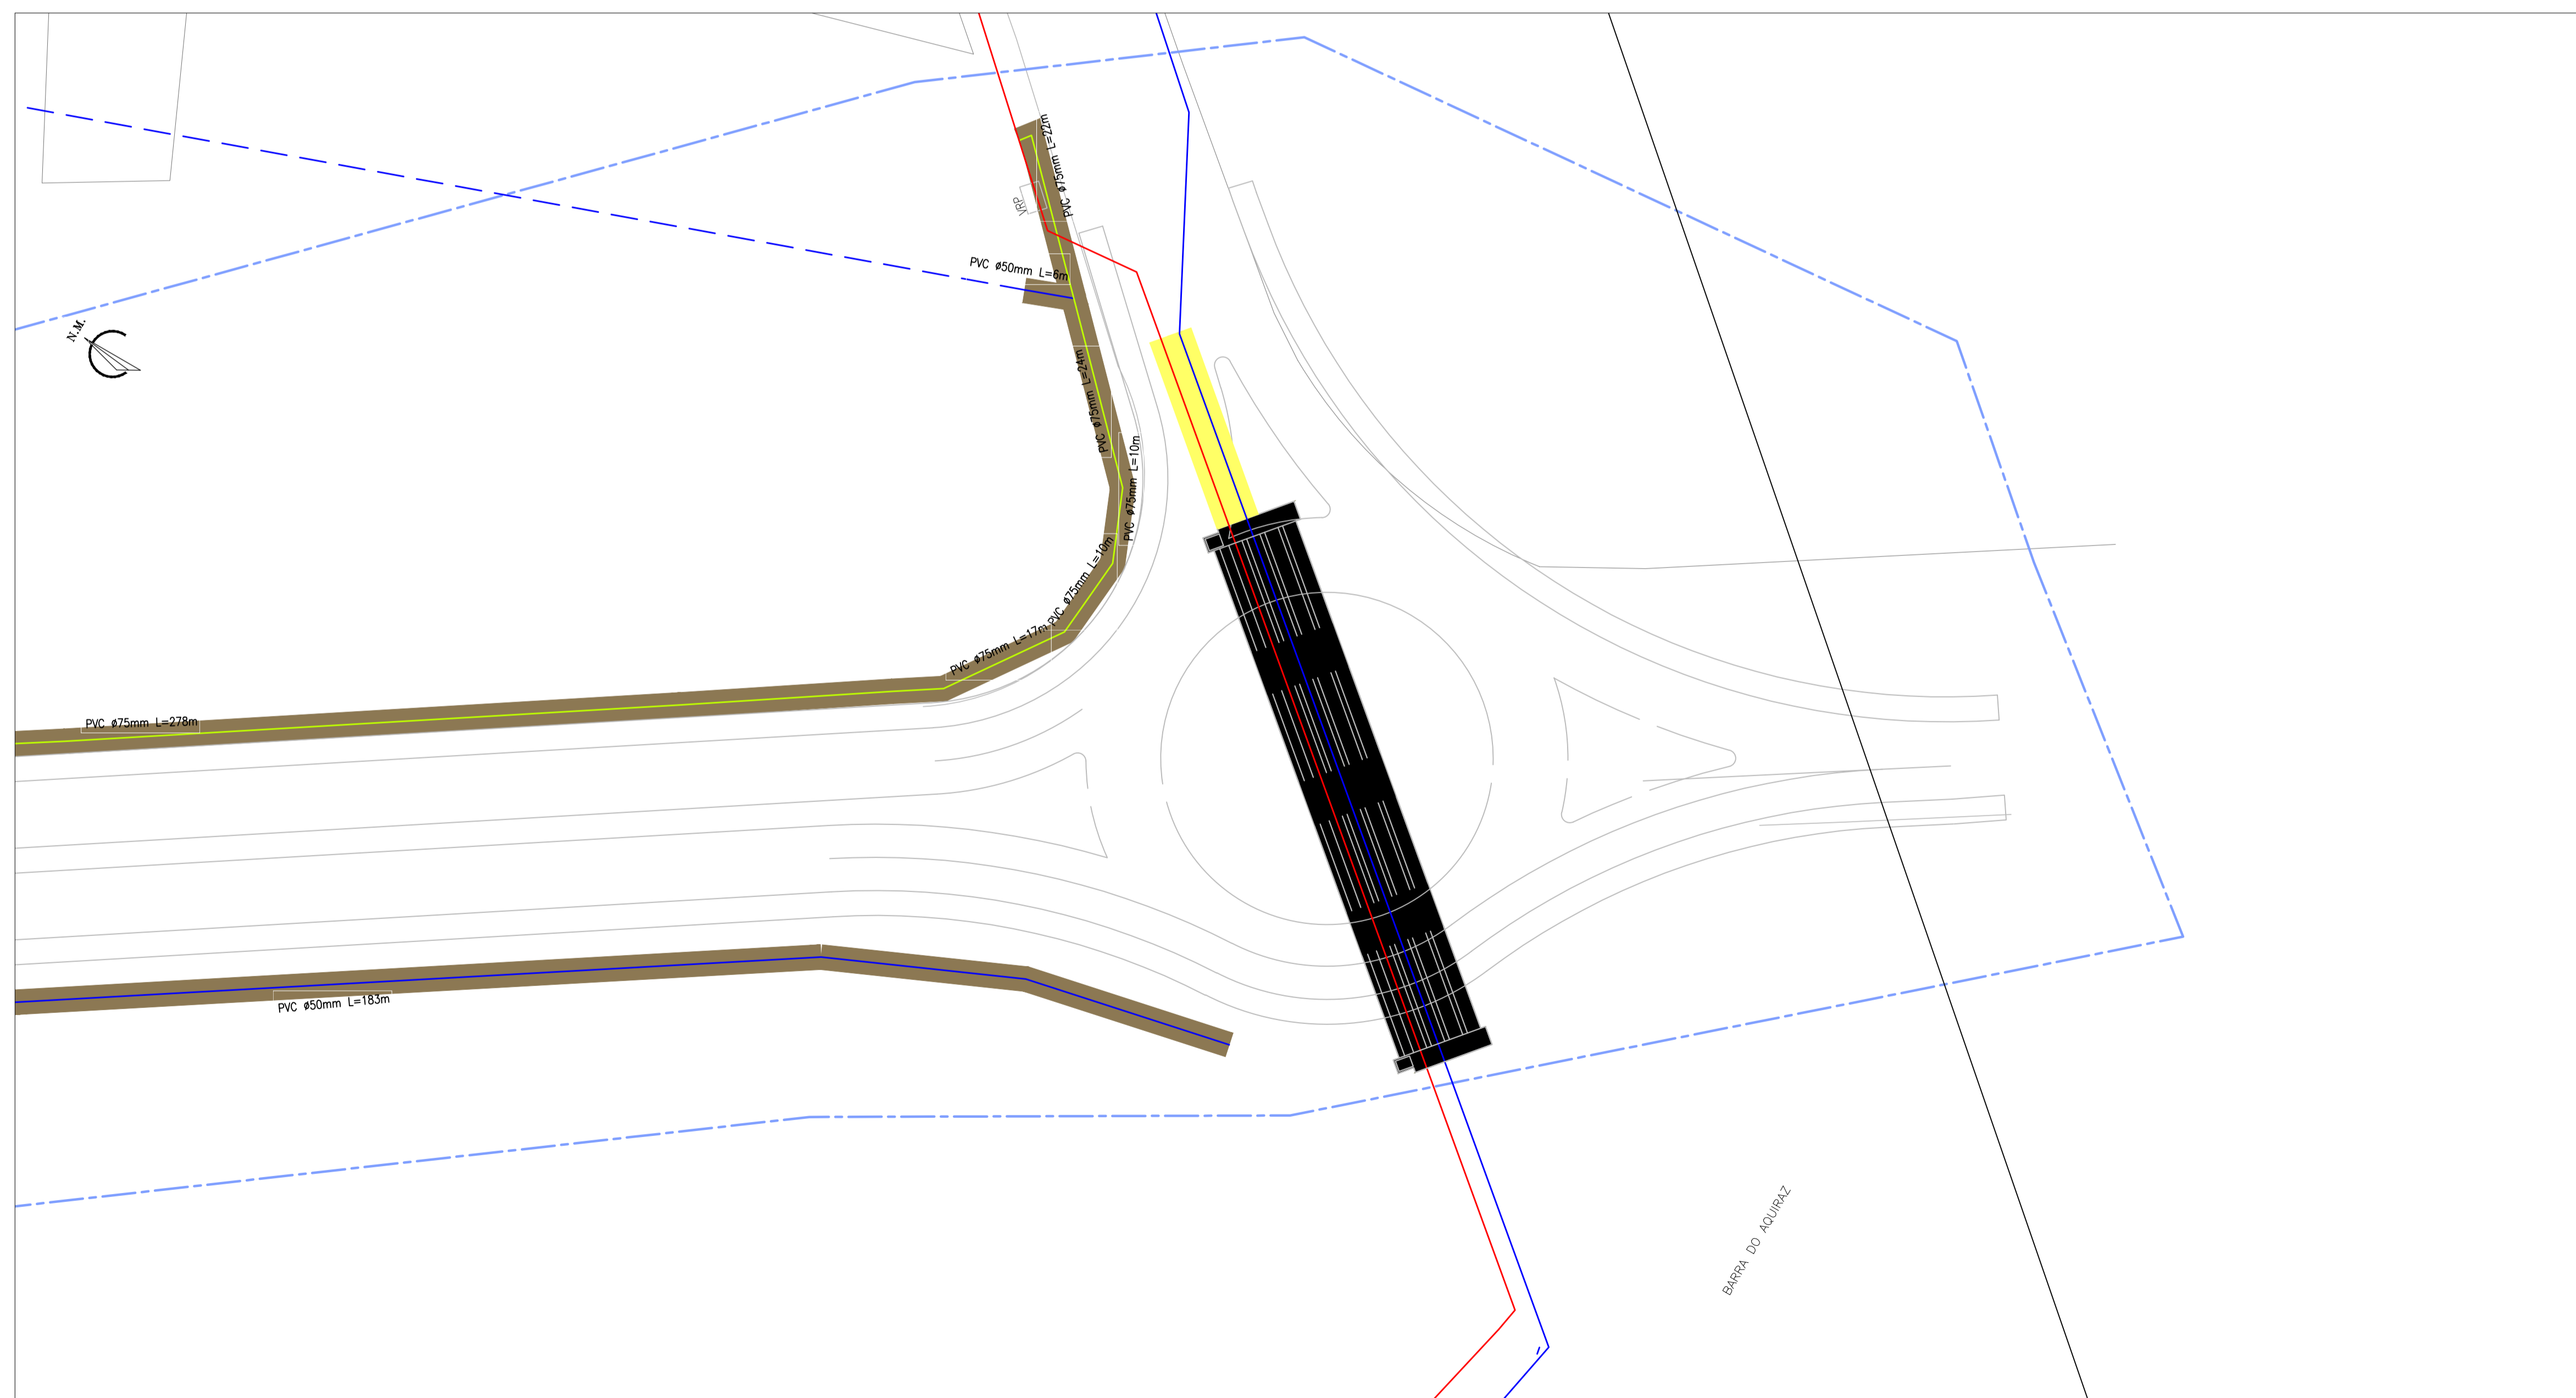 PVC ø75mm L=22m
VRP
PVC ø50mm L=6m
N.M.
PVC ø75mm L=24m
PVC ø75mm L=10m
PVC ø75mm L=10m
PVC ø75mm L=17m
PVC ø75mm L=278m
PVC ø50mm L=183m
BARRA DO AQUIRAZ